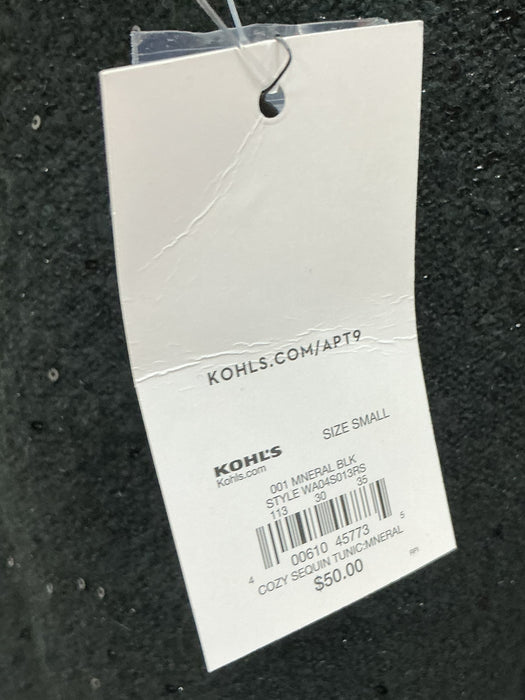 KOHLS.COM/APT9
SIZE SMALL
KOHL'S
Kohls.com
001 MNERAL BLK
STYLE WA04S013RS
113 30 35
4 00610 45773 5
COZY SEQUIN TUNIC:MNERAL
RPI
$50.00